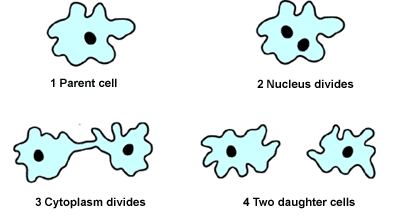 1 Parent cell
2 Nucleus divides
3 Cytoplasm divides
4 Two daughter cells